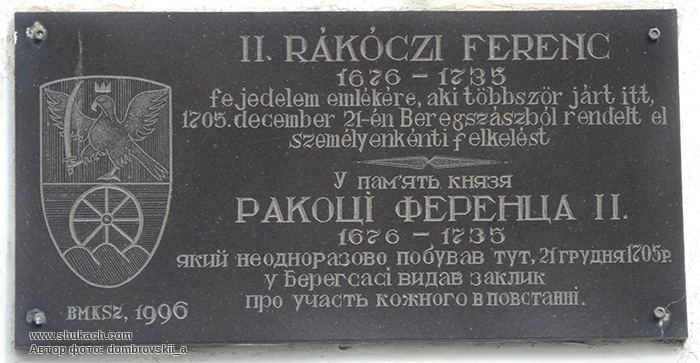 II. RÁKÓCZI FERENC
1676 – 1735
fejedelem emlékére, aki többször járt itt,
1705. december 21-én Beregszászból rendelt el
személyenkénti felkelést
У пам'ять князя
РАКОЦІ ФЕРЕНЦА II.
1676 – 1735
який неодноразово побував тут, 21 грудня 1705р.
у Берегсасі видав заклик
про участь кожного в повстанні.
BMKSZ, 1996
www.shukach.com
Автор фото: dombrovskii_a